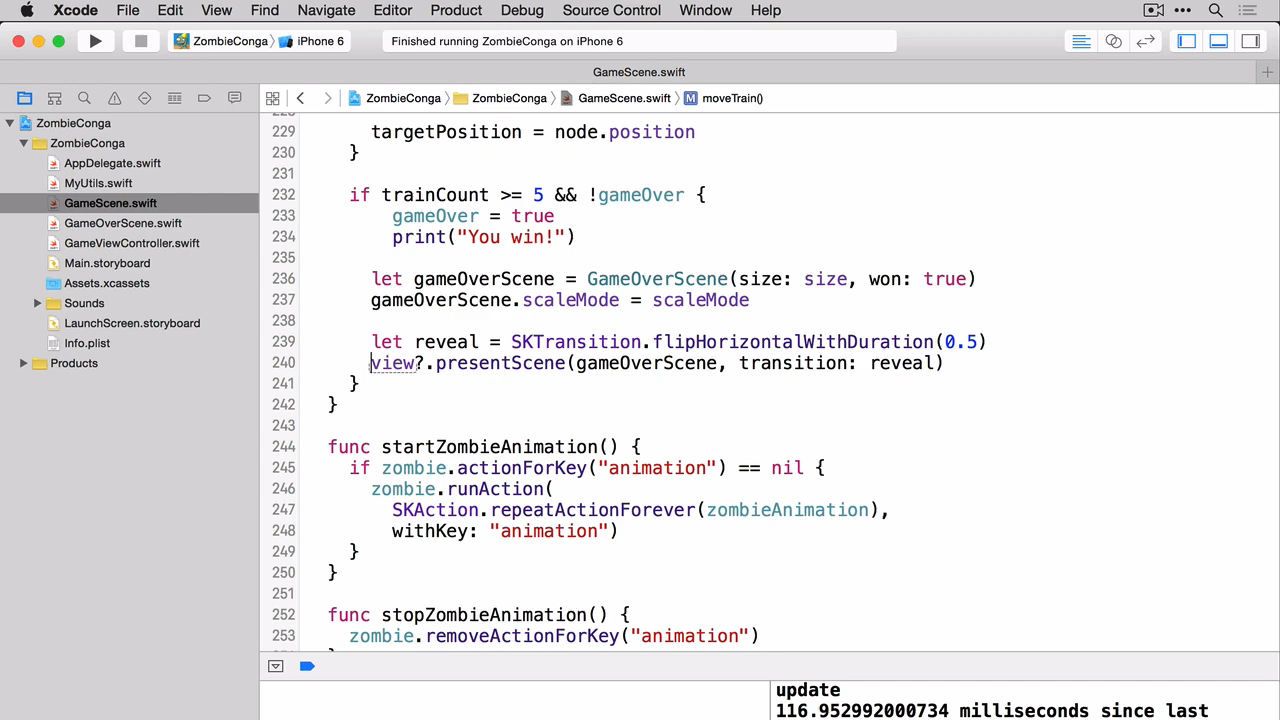 Xcode File Edit View Find Navigate Editor Product Debug Source Control Window Help
ZombieConga iPhone 6 Finished running ZombieConga on iPhone 6
GameScene.swift
ZombieConga ZombieConga GameScene.swift M moveTrain()
ZombieConga
ZombieConga
AppDelegate.swift
MyUtils.swift
GameScene.swift
GameOverScene.swift
GameViewController.swift
Main.storyboard
Assets.xcassets
Sounds
LaunchScreen.storyboard
Info.plist
Products
229 targetPosition = node.position
230 }
231
232 if trainCount >= 5 && !gameOver {
233 gameOver = true
234 print("You win!")
235
236 let gameOverScene = GameOverScene(size: size, won: true)
237 gameOverScene.scaleMode = scaleMode
238
239 let reveal = SKTransition.flipHorizontalWithDuration(0.5)
240 view?.presentScene(gameOverScene, transition: reveal)
241 }
242 }
243
244 func startZombieAnimation() {
245 if zombie.actionForKey("animation") == nil {
246 zombie.runAction(
247 SKAction.repeatActionForever(zombieAnimation),
248 withKey: "animation")
249 }
250 }
251
252 func stopZombieAnimation() {
253 zombie.removeActionForKey("animation")
update
116.952992000734 milliseconds since last